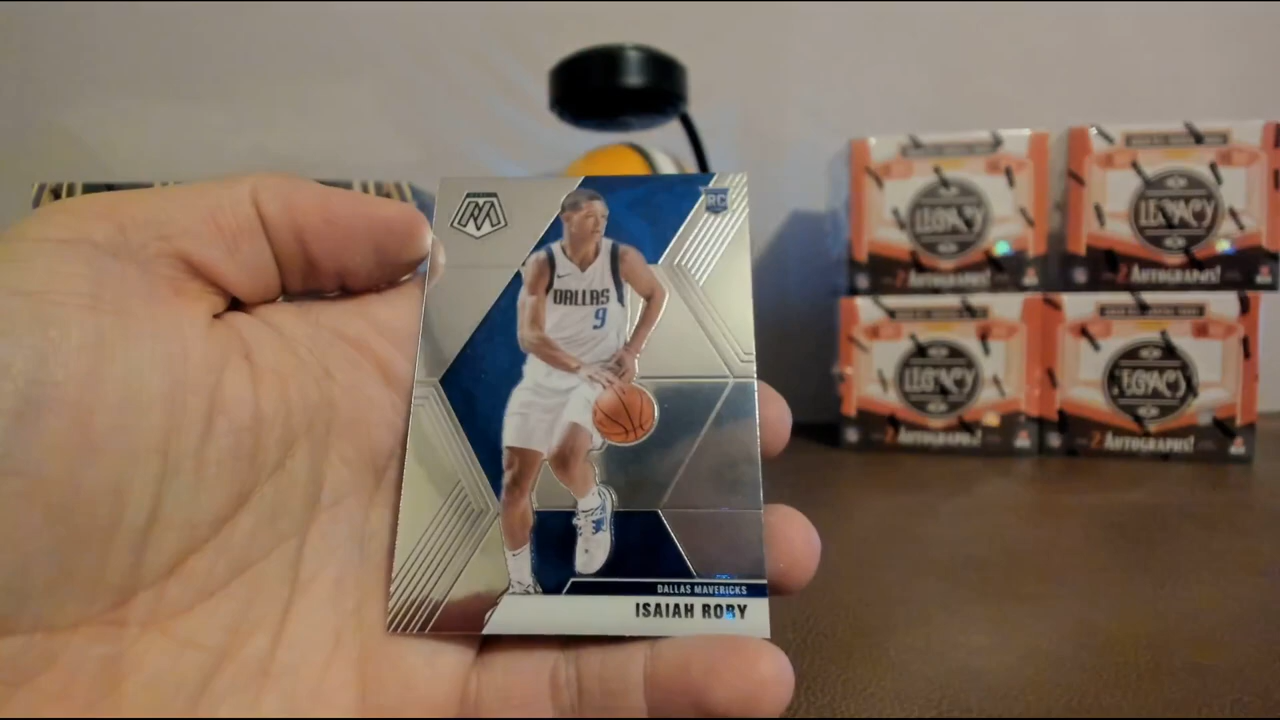 RC
DALLAS
9
DALLAS MAVERICKS
ISAIAH ROBY
LEGACY
2 AUTOGRAPHS!
LEGACY
2 AUTOGRAPHS!
LEGACY
2 AUTOGRAPHS!
LEGACY
2 AUTOGRAPHS!